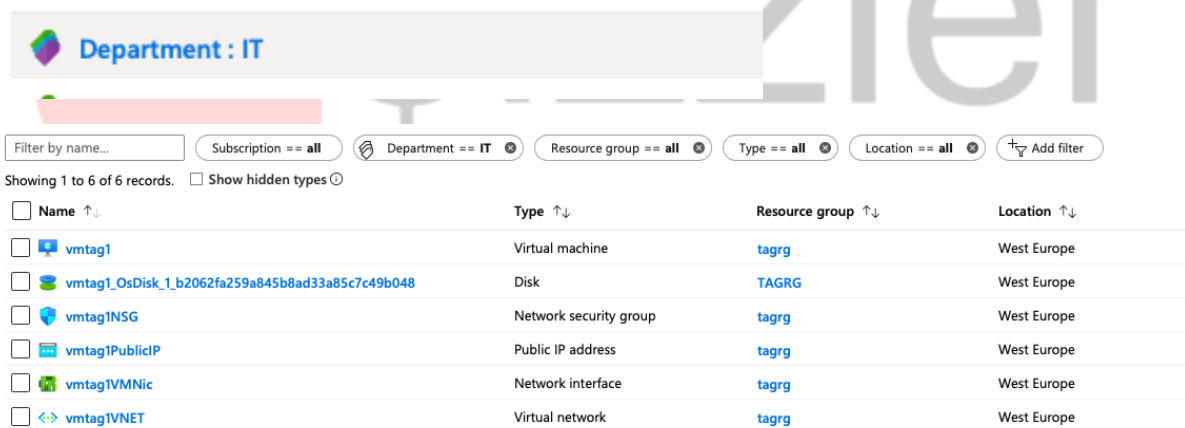 Department : IT
Filter by name...
Subscription == all
Department == IT
Resource group == all
Type == all
Location == all
Add filter
Showing 1 to 6 of 6 records. Show hidden types
Name Type Resource group Location
vmtag1 Virtual machine tagrg West Europe
vmtag1_OsDisk_1_b2062fa259a845b8ad33a85c7c49b048 Disk TAGRG West Europe
vmtag1NSG Network security group tagrg West Europe
vmtag1PublicIP Public IP address tagrg West Europe
vmtag1VMNic Network interface tagrg West Europe
vmtag1VNET Virtual network tagrg West Europe